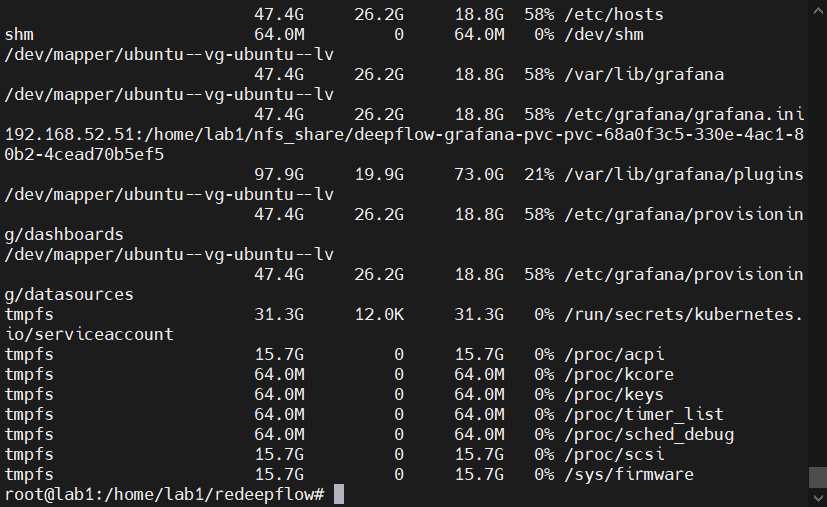 47.4G 26.2G 18.8G 58% /etc/hosts
shm 64.0M 0 64.0M 0% /dev/shm
/dev/mapper/ubuntu--vg-ubuntu--lv
47.4G 26.2G 18.8G 58% /var/lib/grafana
/dev/mapper/ubuntu--vg-ubuntu--lv
47.4G 26.2G 18.8G 58% /etc/grafana/grafana.ini
192.168.52.51:/home/lab1/nfs_share/deepflow-grafana-pvc-pvc-68a0f3c5-330e-4ac1-8
0b2-4cead70b5ef5
97.9G 19.9G 73.0G 21% /var/lib/grafana/plugins
/dev/mapper/ubuntu--vg-ubuntu--lv
47.4G 26.2G 18.8G 58% /etc/grafana/provisionin
g/dashboards
/dev/mapper/ubuntu--vg-ubuntu--lv
47.4G 26.2G 18.8G 58% /etc/grafana/provisionin
g/datasources
tmpfs 31.3G 12.0K 31.3G 0% /run/secrets/kubernetes.
io/serviceaccount
tmpfs 15.7G 0 15.7G 0% /proc/acpi
tmpfs 64.0M 0 64.0M 0% /proc/kcore
tmpfs 64.0M 0 64.0M 0% /proc/keys
tmpfs 64.0M 0 64.0M 0% /proc/timer_list
tmpfs 64.0M 0 64.0M 0% /proc/sched_debug
tmpfs 15.7G 0 15.7G 0% /proc/scsi
tmpfs 15.7G 0 15.7G 0% /sys/firmware
root@lab1:/home/lab1/redeepflow#